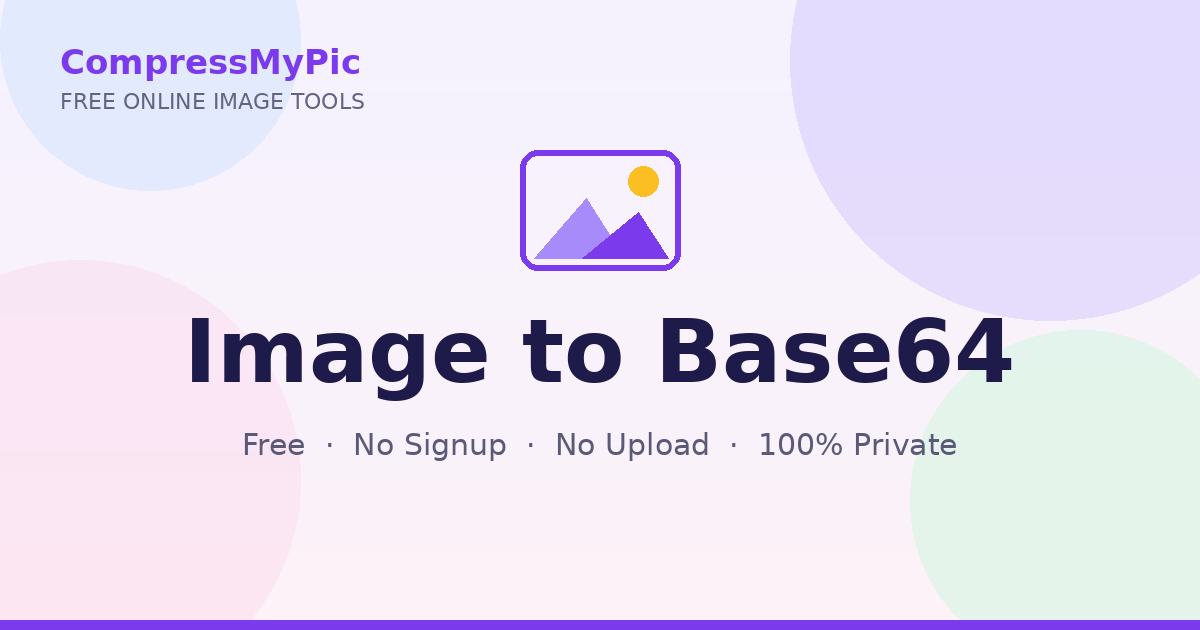 CompressMyPic
FREE ONLINE IMAGE TOOLS
Image to Base64
Free · No Signup · No Upload · 100% Private